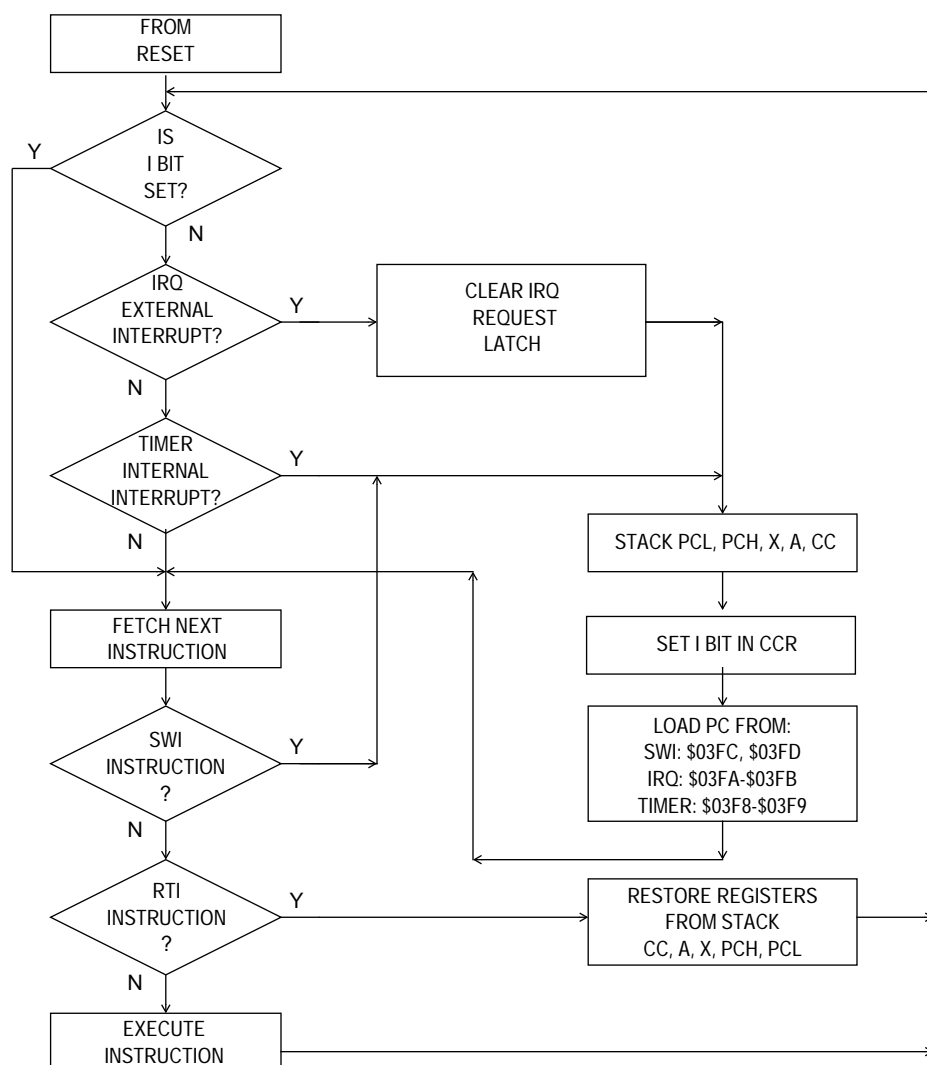 FROM
RESET
IS
I BIT
SET?
Y
N
IRQ
EXTERNAL
INTERRUPT?
Y
N
CLEAR IRQ
REQUEST
LATCH
TIMER
INTERNAL
INTERRUPT?
Y
N
STACK PCL, PCH, X, A, CC
FETCH NEXT
INSTRUCTION
SET I BIT IN CCR
SWI
INSTRUCTION
?
Y
N
LOAD PC FROM:
SWI: $03FC, $03FD
IRQ: $03FA-$03FB
TIMER: $03F8-$03F9
RTI
INSTRUCTION
?
Y
N
RESTORE REGISTERS
FROM STACK
CC, A, X, PCH, PCL
EXECUTE
INSTRUCTION